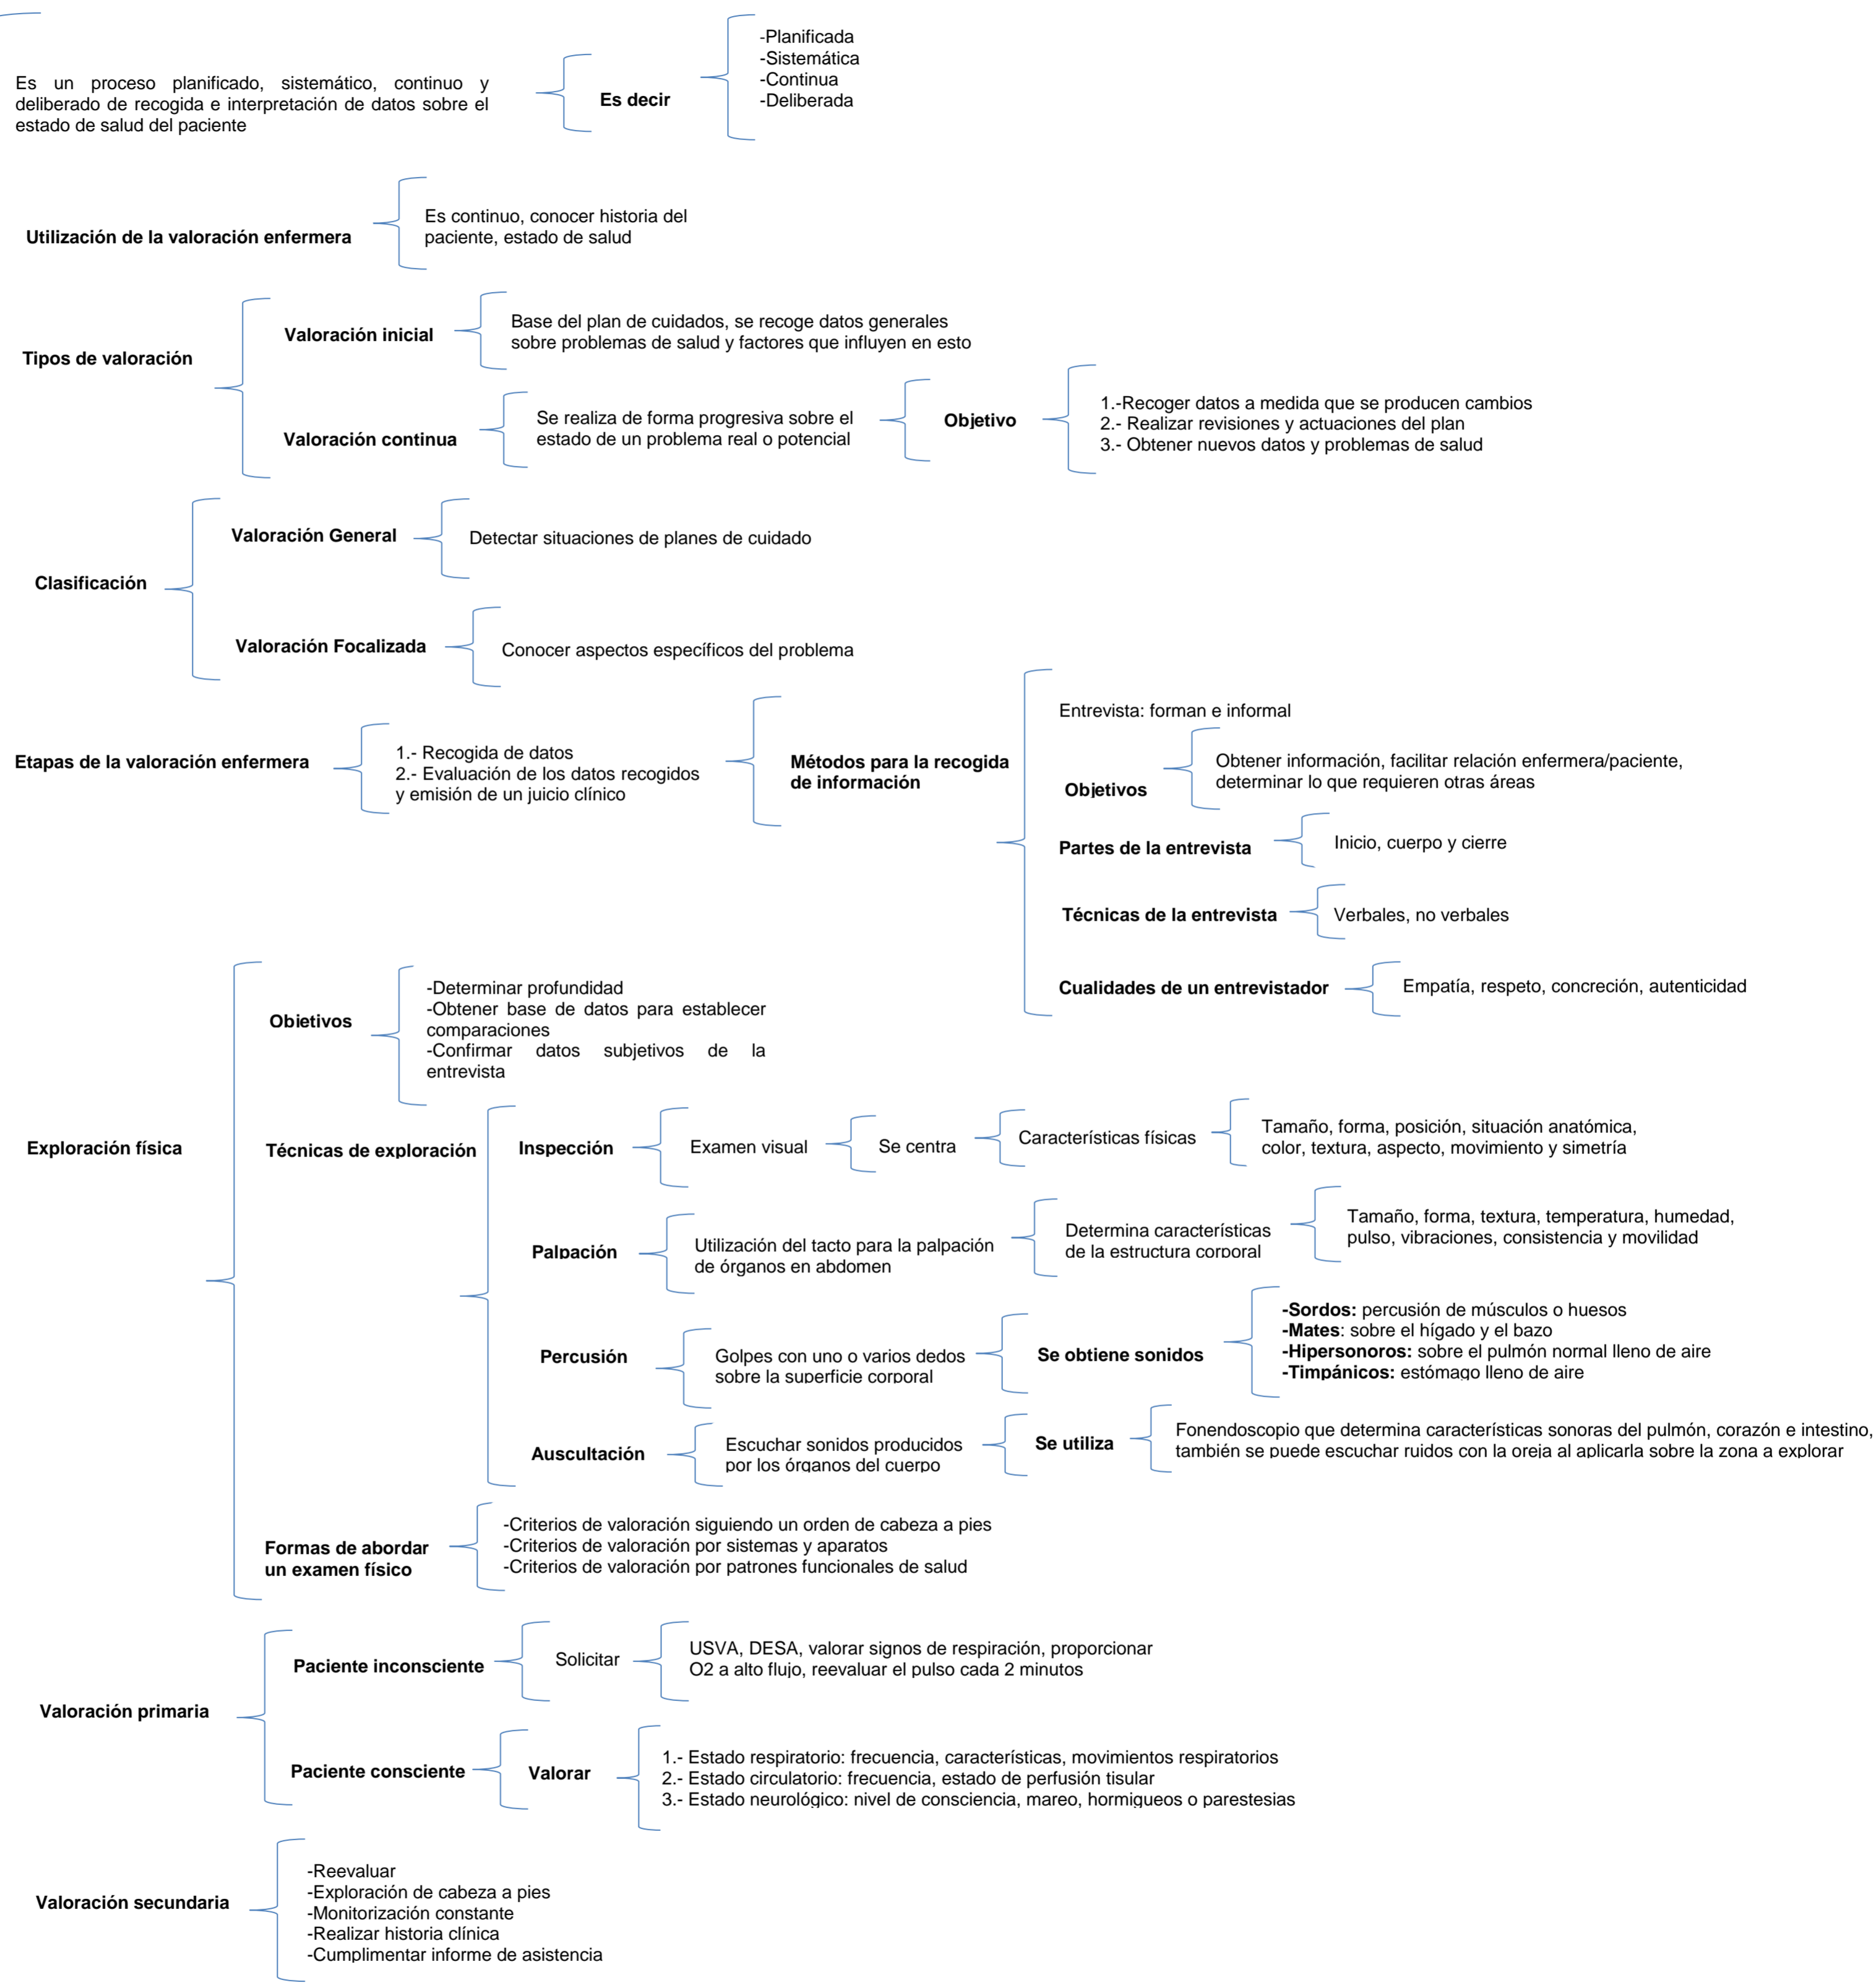 Es un proceso planificado, sistemático, continuo y
deliberado de recogida e interpretación de datos sobre el
estado de salud del paciente
Es decir
-Planificada
-Sistemática
-Continua
-Deliberada
Utilización de la valoración enfermera
Es continuo, conocer historia del
paciente, estado de salud
Tipos de valoración
Valoración inicial
Base del plan de cuidados, se recoge datos generales
sobre problemas de salud y factores que influyen en esto
Valoración continua
Se realiza de forma progresiva sobre el
estado de un problema real o potencial
Objetivo
1.-Recoger datos a medida que se producen cambios
2.- Realizar revisiones y actuaciones del plan
3.- Obtener nuevos datos y problemas de salud
Clasificación
Valoración General
Detectar situaciones de planes de cuidado
Valoración Focalizada
Conocer aspectos específicos del problema
Etapas de la valoración enfermera
1.- Recogida de datos
2.- Evaluación de los datos recogidos
y emisión de un juicio clínico
Métodos para la recogida
de información
Entrevista: forman e informal
Objetivos
Obtener información, facilitar relación enfermera/paciente,
determinar lo que requieren otras áreas
Partes de la entrevista
Inicio, cuerpo y cierre
Técnicas de la entrevista
Verbales, no verbales
Cualidades de un entrevistador
Empatía, respeto, concreción, autenticidad
Exploración física
Objetivos
-Determinar profundidad
-Obtener base de datos para establecer
comparaciones
-Confirmar datos subjetivos de la
entrevista
Técnicas de exploración
Inspección
Examen visual
Se centra
Características físicas
Tamaño, forma, posición, situación anatómica,
color, textura, aspecto, movimiento y simetría
Palpación
Utilización del tacto para la palpación
de órganos en abdomen
Determina características
de la estructura corporal
Tamaño, forma, textura, temperatura, humedad,
pulso, vibraciones, consistencia y movilidad
Percusión
Golpes con uno o varios dedos
sobre la superficie corporal
Se obtiene sonidos
-Sordos: percusión de músculos o huesos
-Mates: sobre el hígado y el bazo
-Hipersonoros: sobre el pulmón normal lleno de aire
-Timpánicos: estómago lleno de aire
Auscultación
Escuchar sonidos producidos
por los órganos del cuerpo
Se utiliza
Fonendoscopio que determina características sonoras del pulmón, corazón e intestino,
también se puede escuchar ruidos con la oreja al aplicarla sobre la zona a explorar
Formas de abordar
un examen físico
-Criterios de valoración siguiendo un orden de cabeza a pies
-Criterios de valoración por sistemas y aparatos
-Criterios de valoración por patrones funcionales de salud
Valoración primaria
Paciente inconsciente
Solicitar
USVA, DESA, valorar signos de respiración, proporcionar
O2 a alto flujo, reevaluar el pulso cada 2 minutos
Paciente consciente
Valorar
1.- Estado respiratorio: frecuencia, características, movimientos respiratorios
2.- Estado circulatorio: frecuencia, estado de perfusión tisular
3.- Estado neurológico: nivel de consciencia, mareo, hormigueos o parestesias
Valoración secundaria
-Reevaluar
-Exploración de cabeza a pies
-Monitorización constante
-Realizar historia clínica
-Cumplimentar informe de asistencia